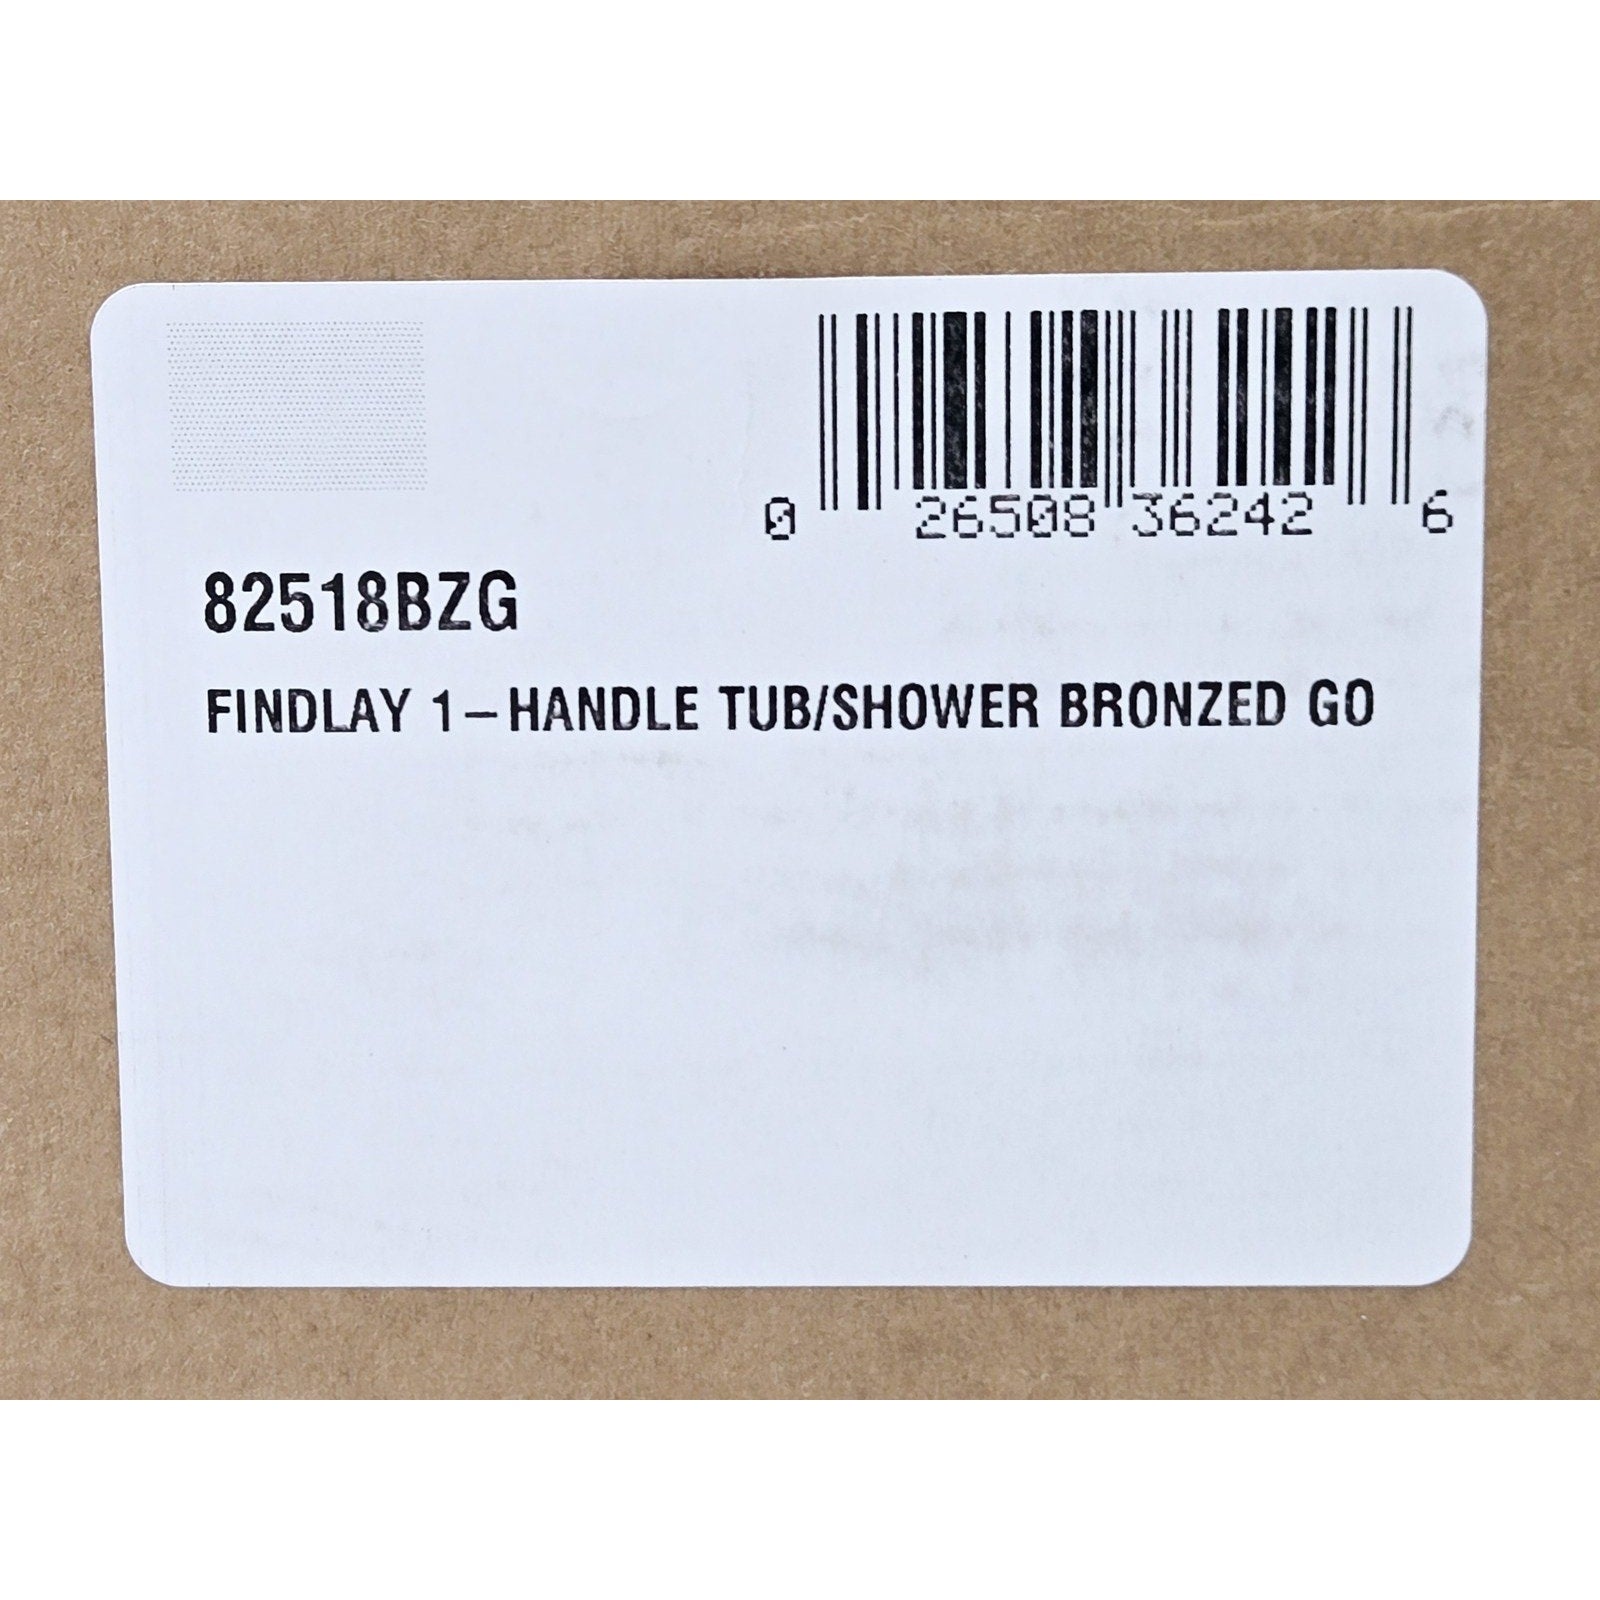 0 26508 36242 6
82518BZG
FINDLAY 1-HANDLE TUB/SHOWER BRONZED GO